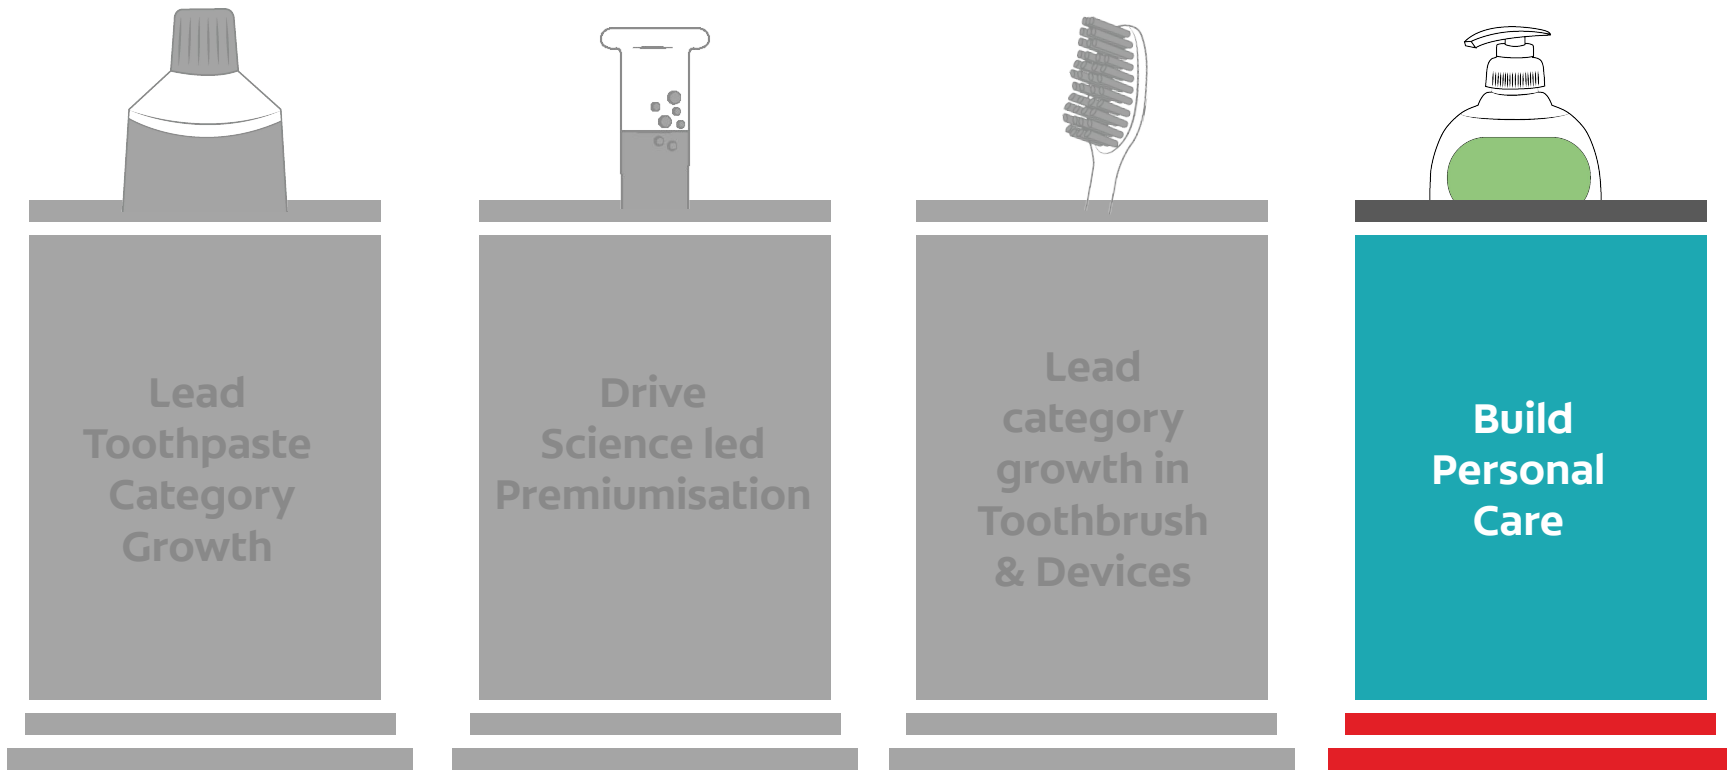 Lead
Toothpaste
Category
Growth
Drive
Science led
Premiumisation
Lead
category
growth in
Toothbrush
& Devices
Build
Personal
Care